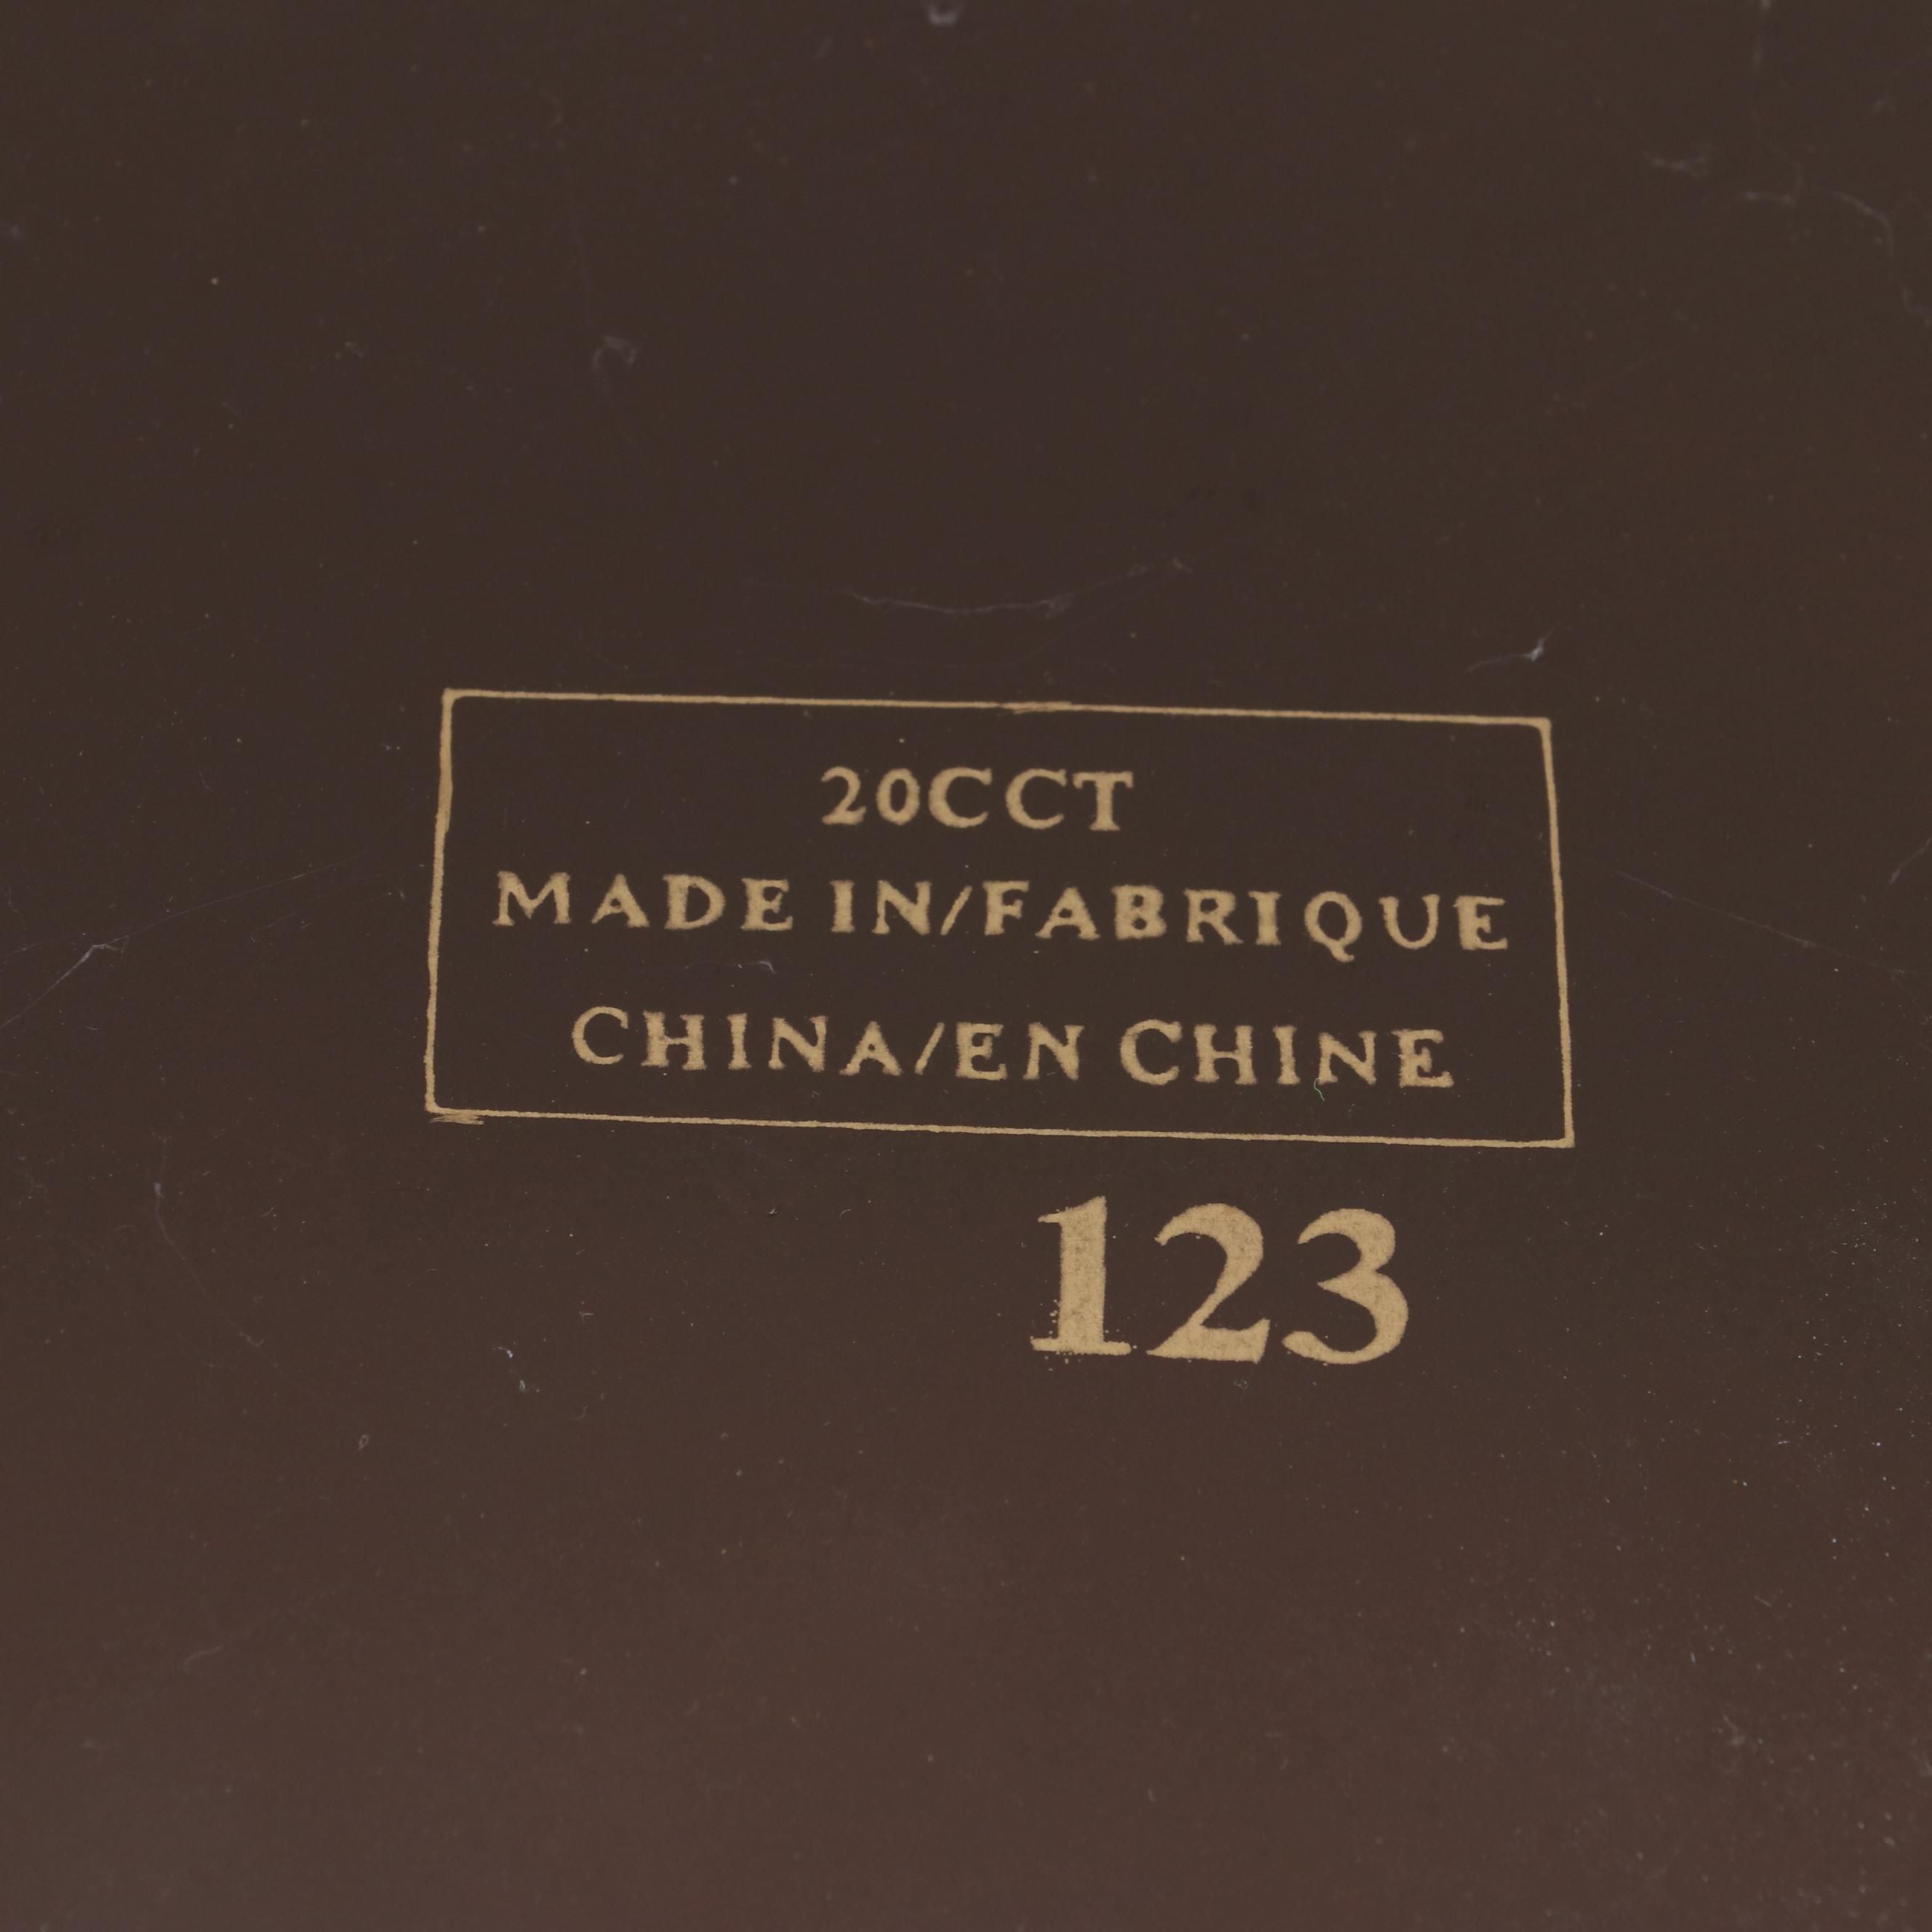 20CCT
MADE IN/FABRIQUE
CHINA/EN CHINE
123